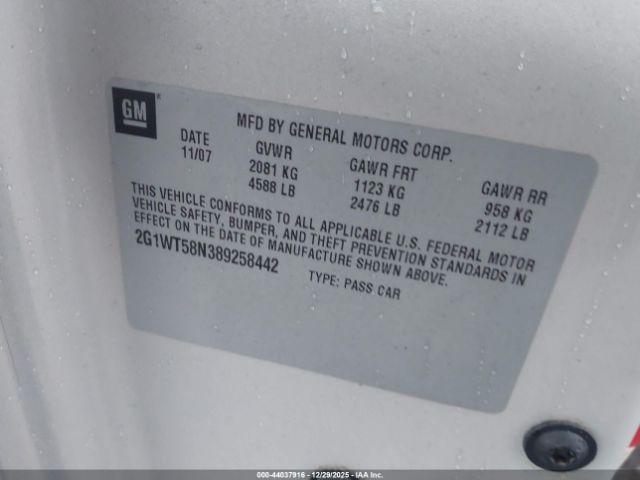 GM
MFD BY GENERAL MOTORS CORP.
DATE GVWR GAWR FRT GAWR RR
11/07 2081 KG 1123 KG 958 KG
4588 LB 2476 LB 2112 LB
THIS VEHICLE CONFORMS TO ALL APPLICABLE U.S. FEDERAL MOTOR
VEHICLE SAFETY, BUMPER, AND THEFT PREVENTION STANDARDS IN
EFFECT ON THE DATE OF MANUFACTURE SHOWN ABOVE.
2G1WT58N389258442 TYPE: PASS CAR
000-44037916 - 12/29/2025 - IAAI.COM